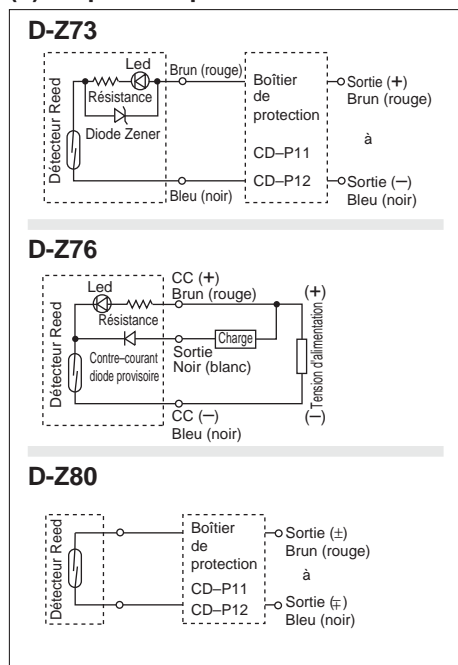 D-Z73
Led
Brun (rouge)
Résistance
Diode Zener
Détecteur Reed
Bleu (noir)
Boîtier
de
protection
CD–P11
CD–P12
Sortie (+)
Brun (rouge)
à
Sortie (–)
Bleu (noir)
D-Z76
Led
CC (+)
Brun (rouge)
Résistance
Charge
Contre–courant
diode provisoire
Sortie
Noir (blanc)
Détecteur Reed
CC (–)
Bleu (noir)
(+)
Tension d'alimentation
(–)
D-Z80
Détecteur Reed
Boîtier
de
protection
CD–P11
CD–P12
Sortie (±)
Brun (rouge)
à
Sortie (∓)
Bleu (noir)